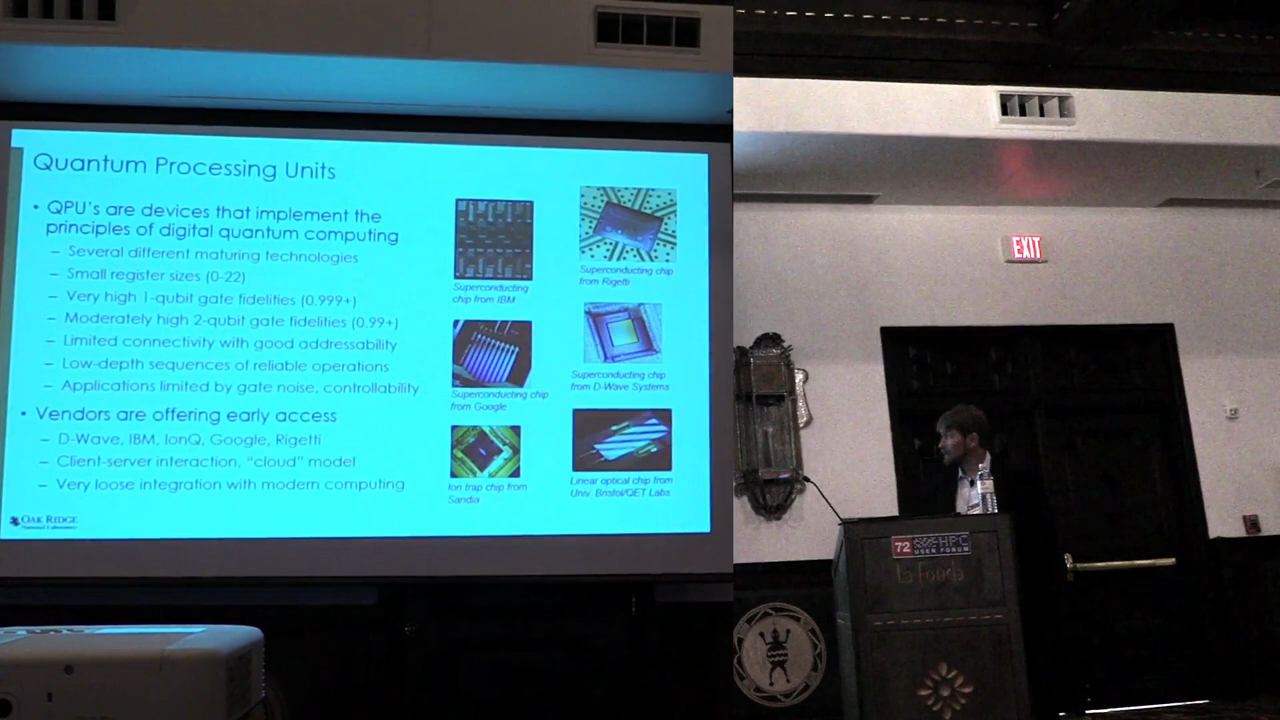 Quantum Processing Units
• QPU's are devices that implement the
principles of digital quantum computing
– Several different maturing technologies
– Small register sizes (0-22)
– Very high 1-qubit gate fidelities (0.999+)
– Moderately high 2-qubit gate fidelities (0.99+)
– Limited connectivity with good addressability
– Low-depth sequences of reliable operations
– Applications limited by gate noise, controllability
• Vendors are offering early access
– D-Wave, IBM, IonQ, Google, Rigetti
– Client-server interaction, "cloud" model
– Very loose integration with modern computing
Superconducting
chip from IBM
Superconducting chip
from Rigetti
Superconducting chip
from Google
Superconducting chip
from D-Wave Systems
Ion trap chip from
Sandia
Linear optical chip from
Univ. Bristol/QET Labs
OAK RIDGE
National Laboratory
EXIT
72 HPC
USER FORUM
La Fonda